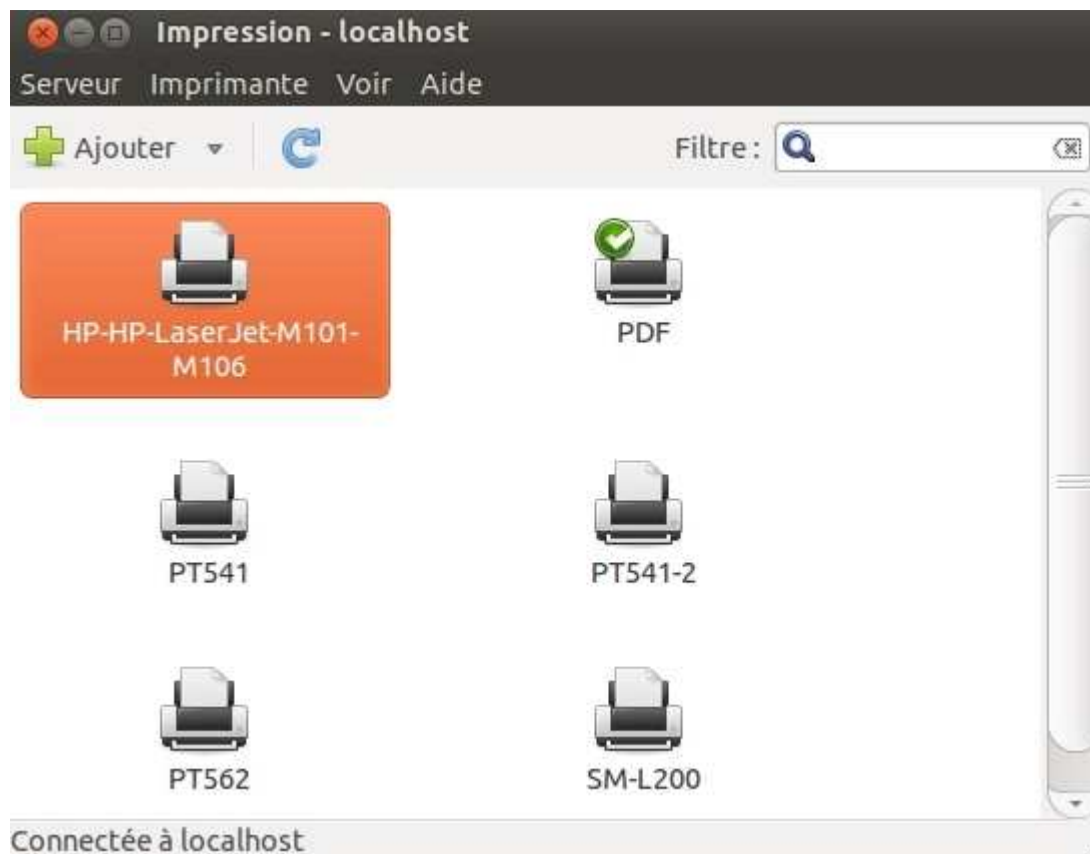 Impression - localhost
Serveur Imprimante Voir Aide
Ajouter
Filtre :
HP-HP-LaserJet-M101-
M106
PDF
PT541
PT541-2
PT562
SM-L200
Connectée à localhost